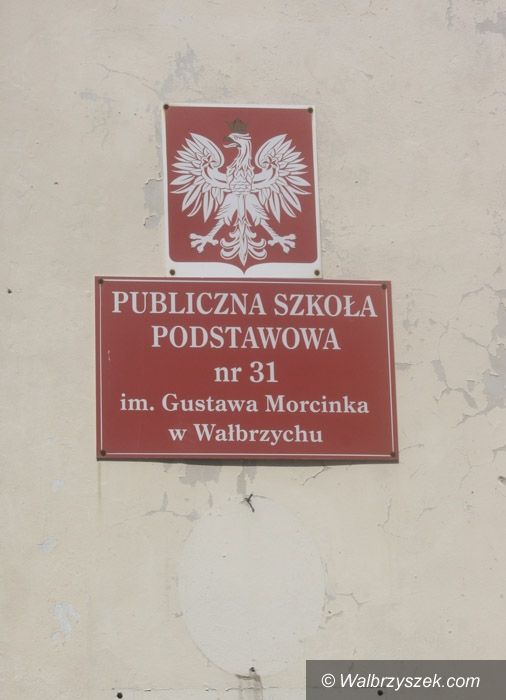 PUBLICZNA SZKOŁA
PODSTAWOWA
nr 31
im. Gustawa Morcinka
w Wałbrzychu
© Walbrzyszek.com